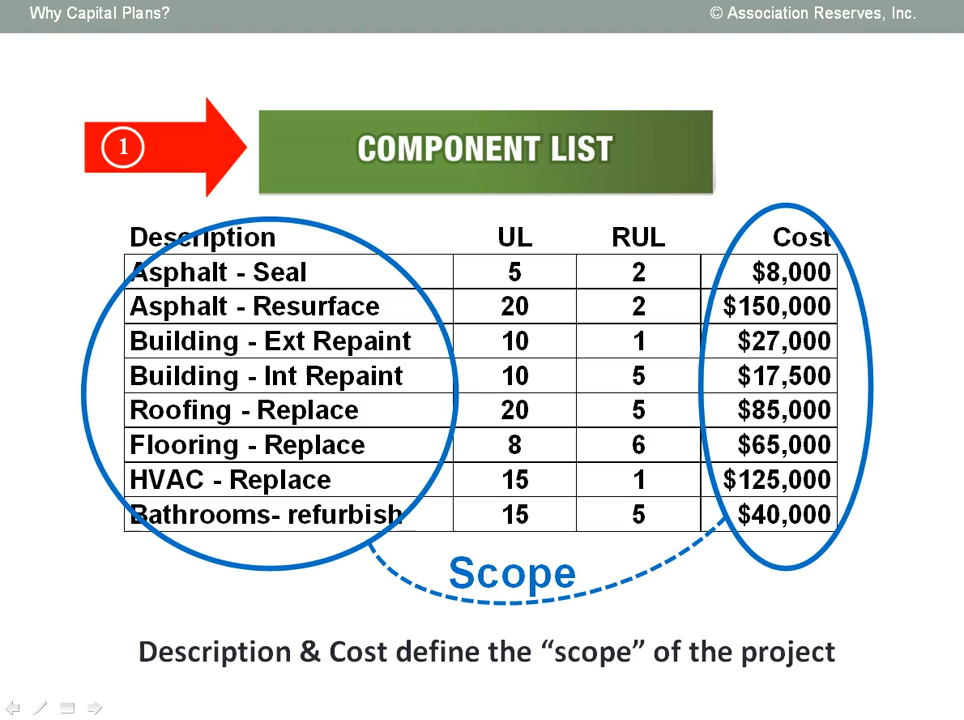 Why Capital Plans? © Association Reserves, Inc.
1
COMPONENT LIST
Description UL RUL Cost
Asphalt - Seal 5 2 $8,000
Asphalt - Resurface 20 2 $150,000
Building - Ext Repaint 10 1 $27,000
Building - Int Repaint 10 5 $17,500
Roofing - Replace 20 5 $85,000
Flooring - Replace 8 6 $65,000
HVAC - Replace 15 1 $125,000
Bathrooms- refurbish 15 5 $40,000
Scope
Description & Cost define the “scope” of the project